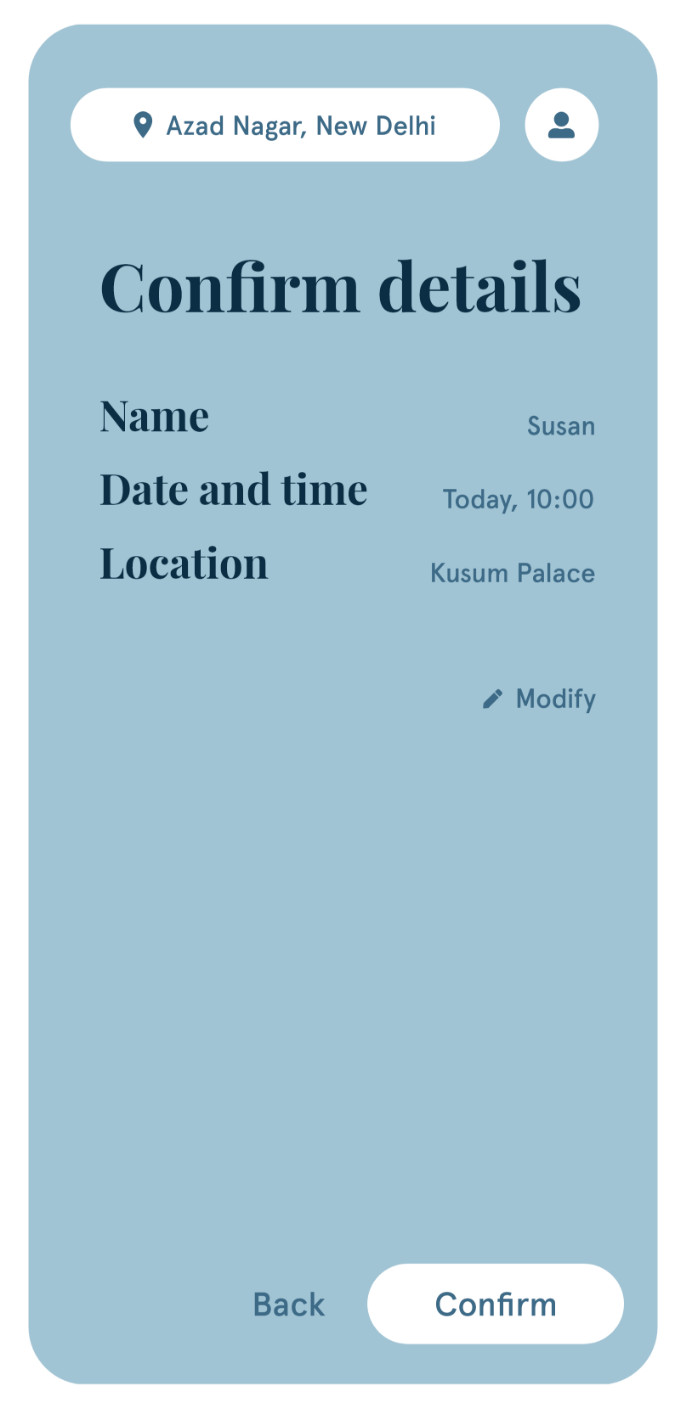 Azad Nagar, New Delhi
Confirm details
Name Susan
Date and time Today, 10:00
Location Kusum Palace
Modify
Back Confirm